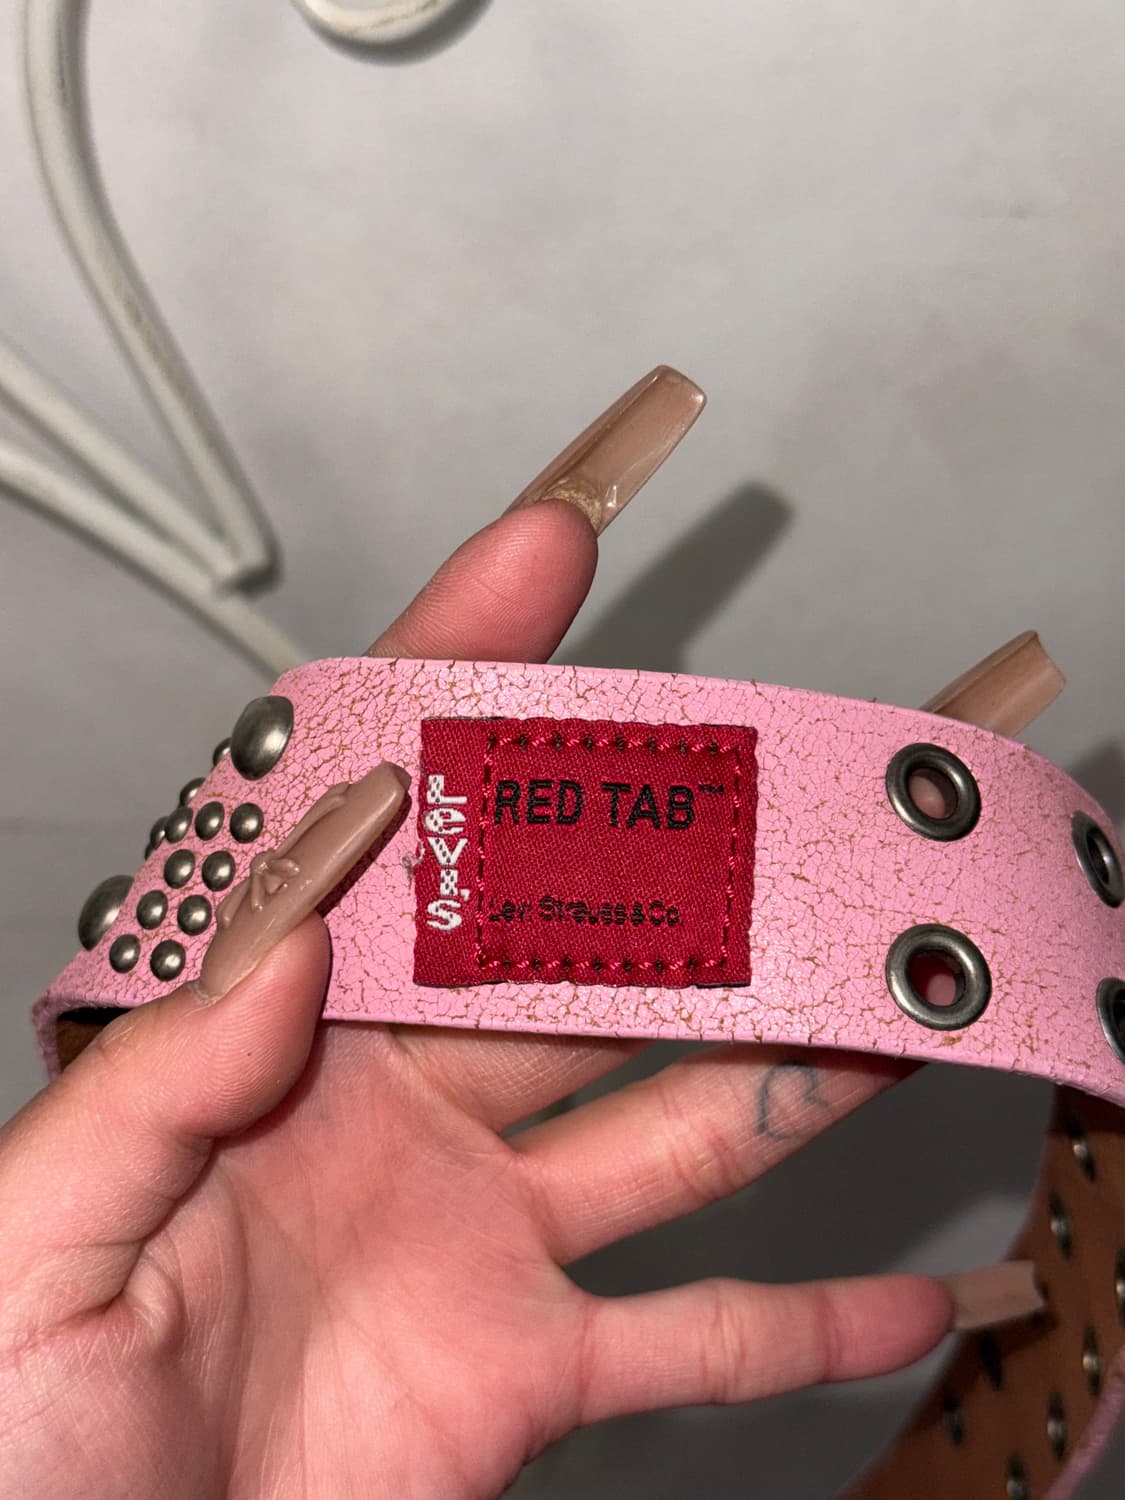 LEVI'S
RED TAB™
Levi Strauss & Co.